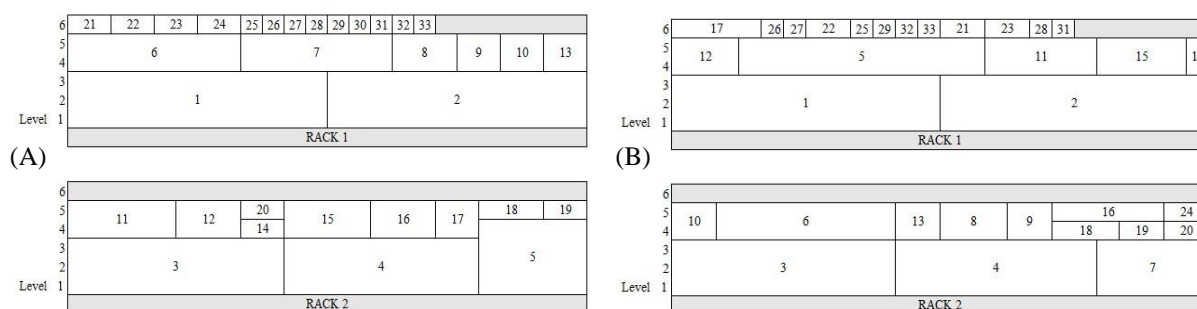 6 21 22 23 24 25 26 27 28 29 30 31 32 33
5 6 7 8 9 10 13
4
3
2 1 2
Level 1
RACK 1
(A)
6
5 11 12 20 15 16 17 18 19
4 14
3
2 3 4 5
Level 1
RACK 2
6 17 26 27 22 25 29 32 33 21 23 28 31
5 12 5 11 15
4
3
2 1 2
Level 1
RACK 1
(B)
6
5 10 6 13 8 9 16 24
4 18 19 20
3
2 3 4 7
Level 1
RACK 2